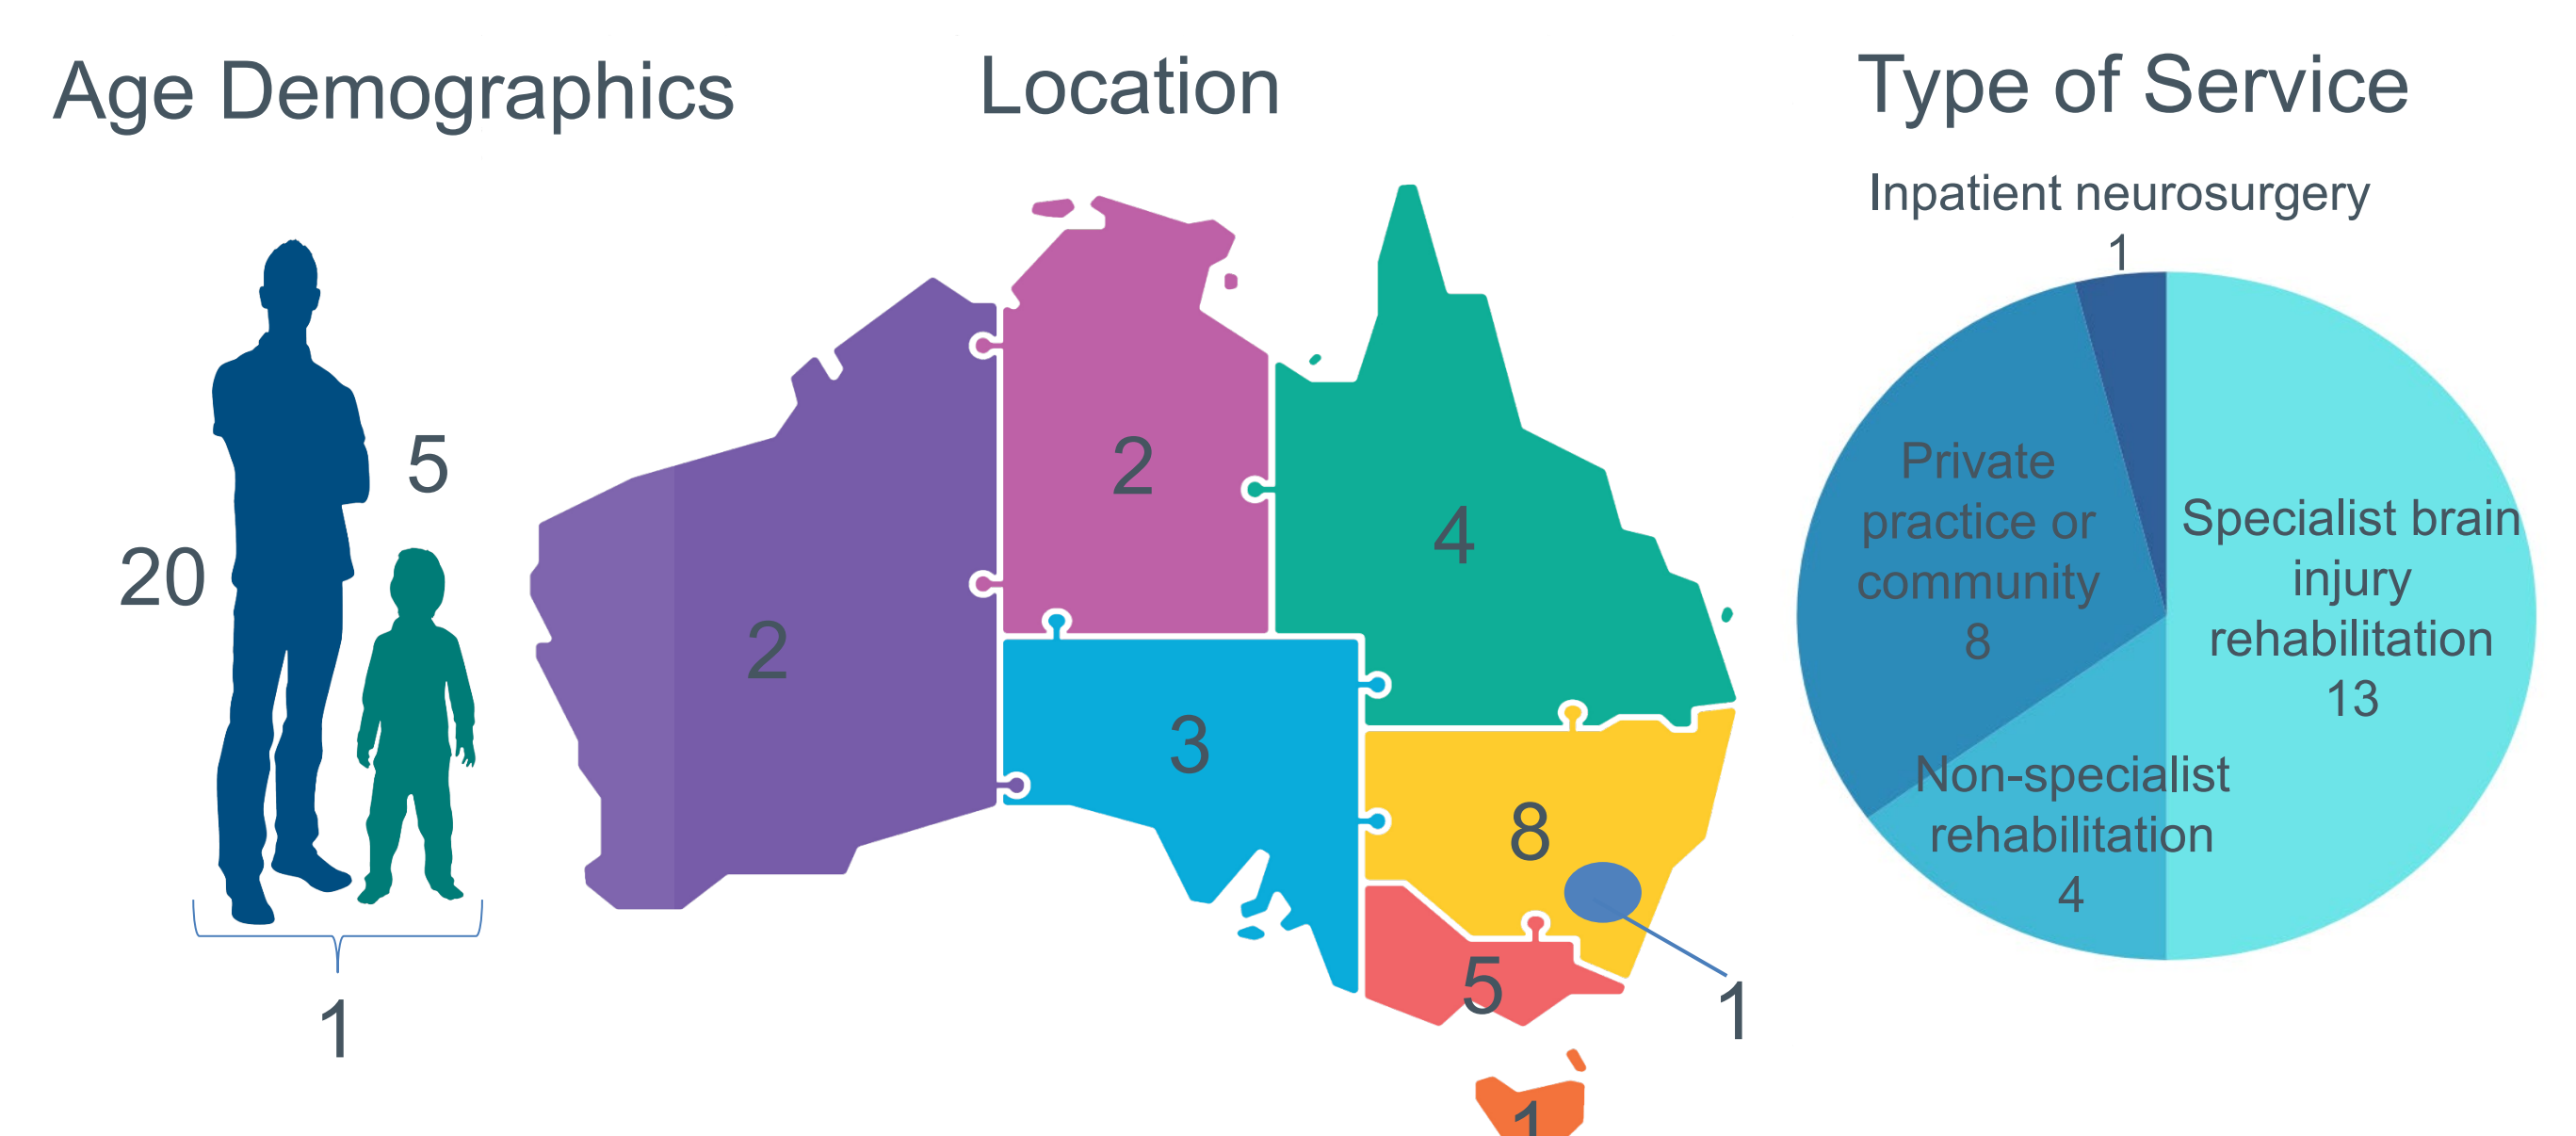 Age Demographics
5
20
1
Location
2
2
4
3
8
5
1
1
Type of Service
Inpatient neurosurgery
1
Private
practice or
community
8
Specialist brain
injury
rehabilitation
13
Non-specialist
rehabilitation
4